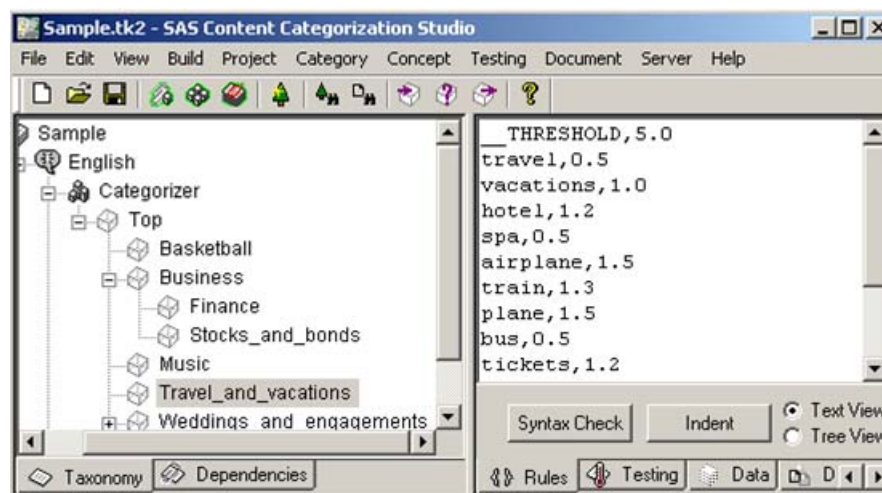 Sample.tk2 - SAS Content Categorization Studio
File Edit View Build Project Category Concept Testing Document Server Help
Sample
English
Categorizer
Top
Basketball
Business
Finance
Stocks_and_bonds
Music
Travel_and_vacations
Weddings_and_engagements
Taxonomy Dependencies
__THRESHOLD,5.0
travel,0.5
vacations,1.0
hotel,1.2
spa,0.5
airplane,1.5
train,1.3
plane,1.5
bus,0.5
tickets,1.2
Syntax Check Indent
Text View
Tree View
Rules Testing Data D